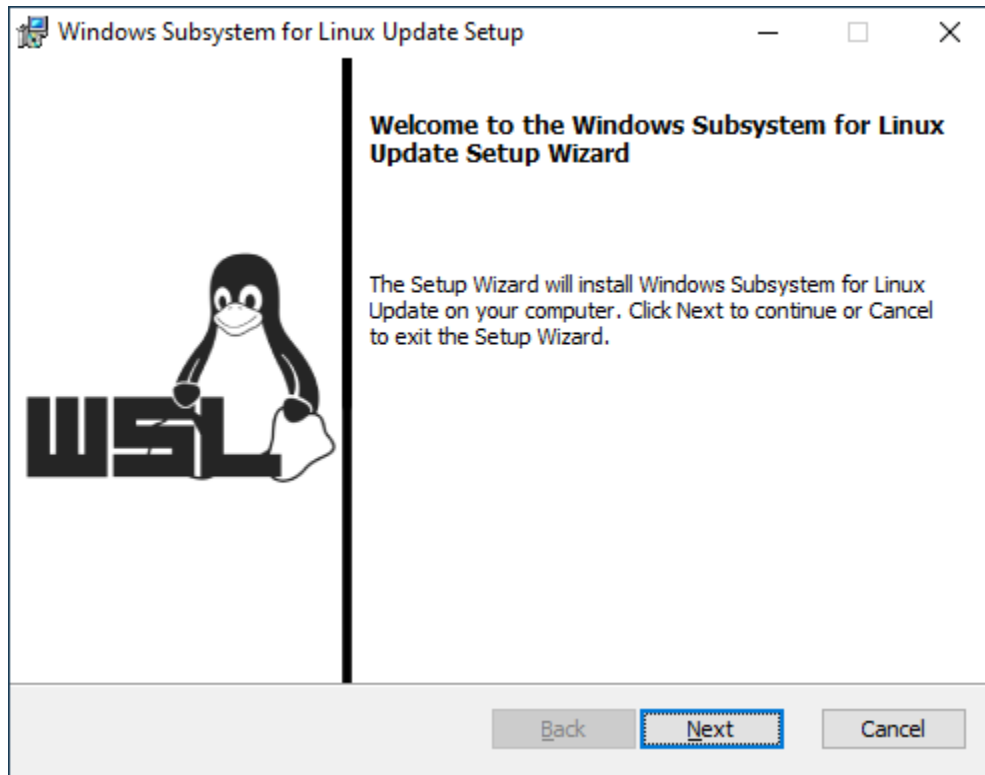 Windows Subsystem for Linux Update Setup
Welcome to the Windows Subsystem for Linux
Update Setup Wizard
The Setup Wizard will install Windows Subsystem for Linux
Update on your computer. Click Next to continue or Cancel
to exit the Setup Wizard.
WSL
Back
Next
Cancel